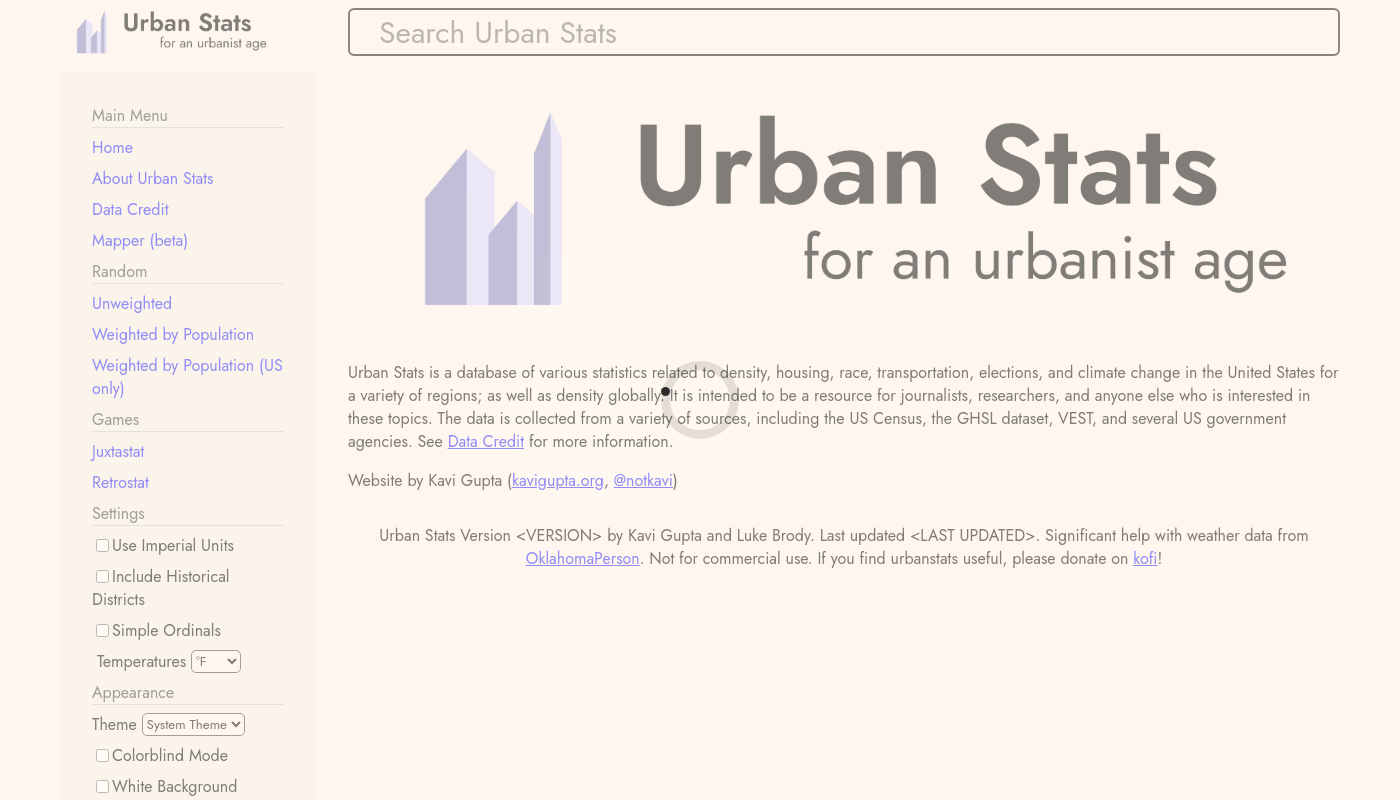 Urban Stats
for an urbanist age
Search Urban Stats
Main Menu
Home
About Urban Stats
Data Credit
Mapper (beta)
Random
Unweighted
Weighted by Population
Weighted by Population (US
only)
Games
Juxtastat
Retrostat
Settings
Use Imperial Units
Include Historical
Districts
Simple Ordinals
Temperatures °F
Appearance
Theme System Theme
Colorblind Mode
White Background
Urban Stats
for an urbanist age
Urban Stats is a database of various statistics related to density, housing, race, transportation, elections, and climate change in the United States for
a variety of regions; as well as density globally. It is intended to be a resource for journalists, researchers, and anyone else who is interested in
these topics. The data is collected from a variety of sources, including the US Census, the GHSL dataset, VEST, and several US government
agencies. See Data Credit for more information.
Website by Kavi Gupta (kavigupta.org, @notkavi)
Urban Stats Version <VERSION> by Kavi Gupta and Luke Brody. Last updated <LAST UPDATED>. Significant help with weather data from
OklahomaPerson. Not for commercial use. If you find urbanstats useful, please donate on kofi!